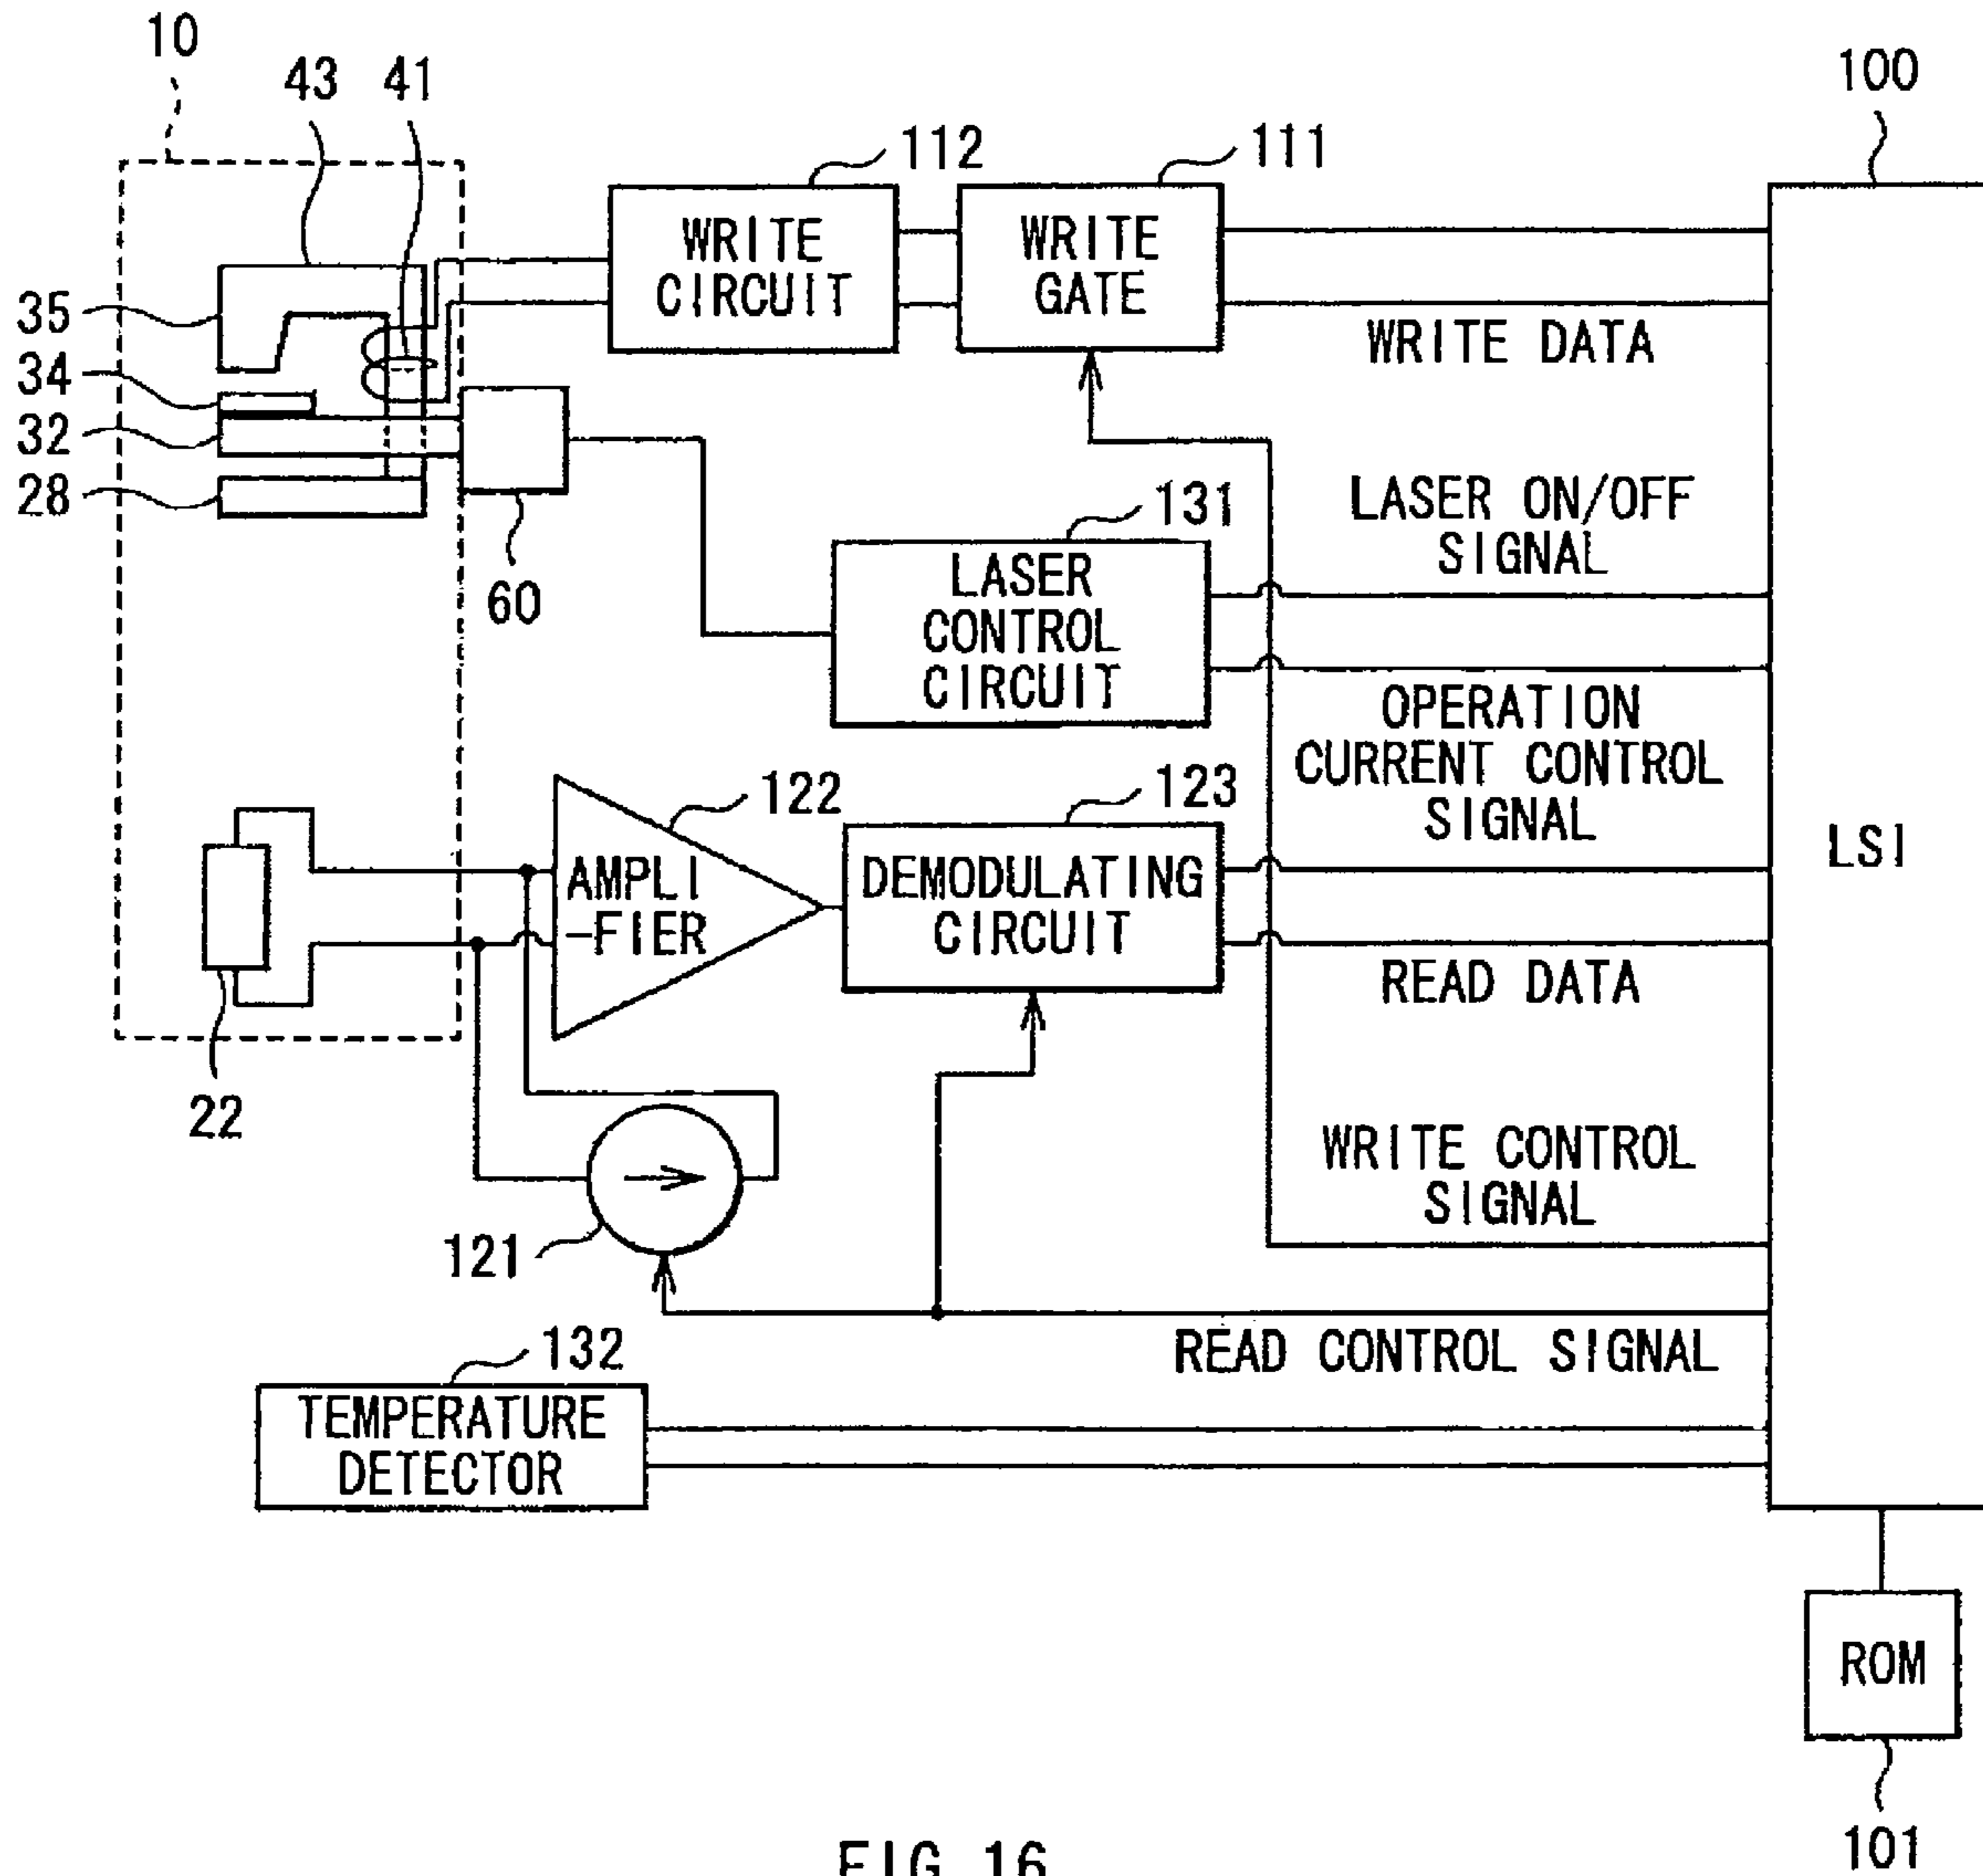 10
43
41
100
112
111
WRITE
CIRCUIT
WRITE
GATE
35
34
32
28
WRITE DATA
60
131
LASER ON/OFF
SIGNAL
LASER
CONTROL
CIRCUIT
OPERATION
CURRENT CONTROL
SIGNAL
122
123
AMPLI
-FIER
DEMODULATING
CIRCUIT
LSI
READ DATA
22
WRITE CONTROL
SIGNAL
121
READ CONTROL SIGNAL
132
TEMPERATURE
DETECTOR
ROM
101
FIG. 16